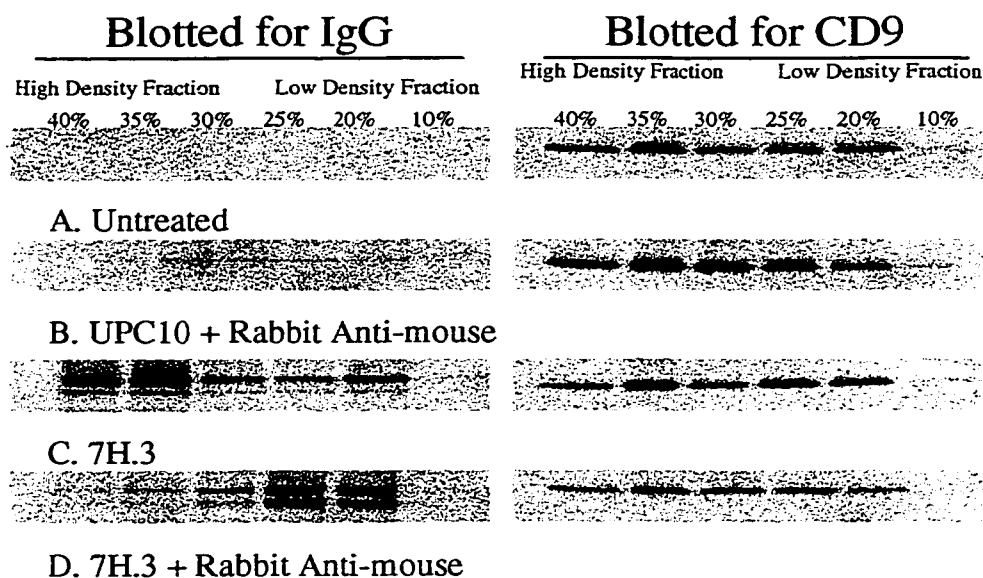 Blotted for IgG
High Density Fraction Low Density Fraction
40% 35% 30% 25% 20% 10%
Blotted for CD9
High Density Fraction Low Density Fraction
40% 35% 30% 25% 20% 10%
A. Untreated
B. UPC10 + Rabbit Anti-mouse
C. 7H.3
D. 7H.3 + Rabbit Anti-mouse